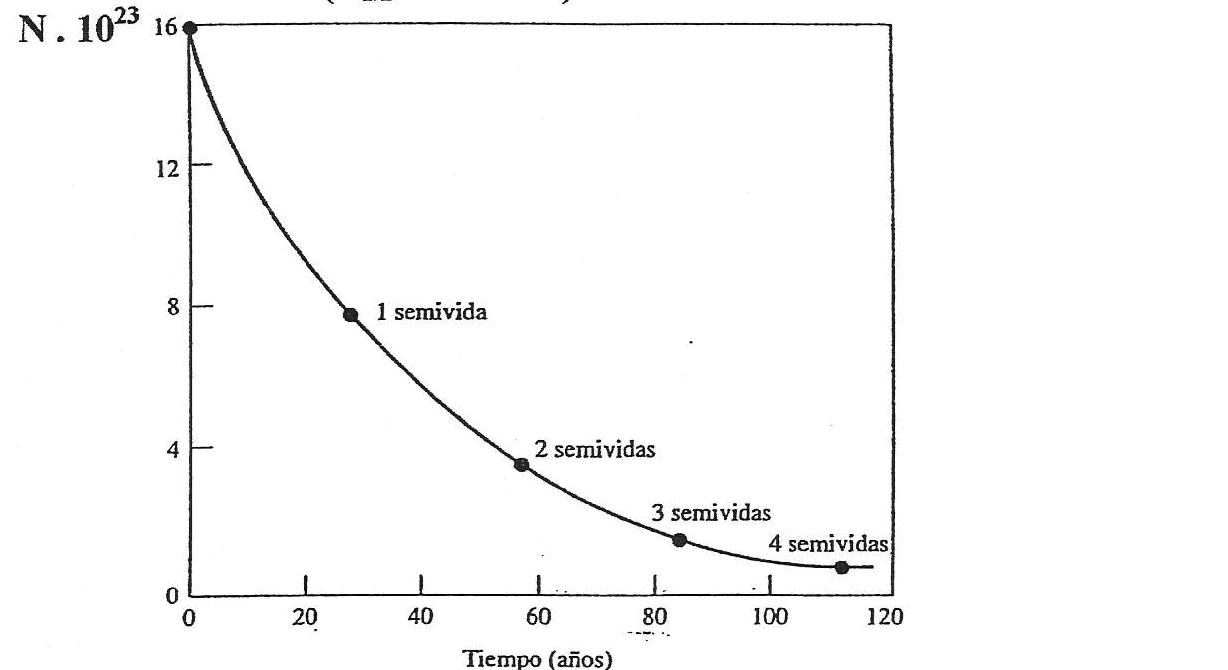 N . 10²³
16
12
8
4
0
1 semivida
2 semividas
3 semividas
4 semividas
0 20 40 60 80 100 120
Tiempo (años)